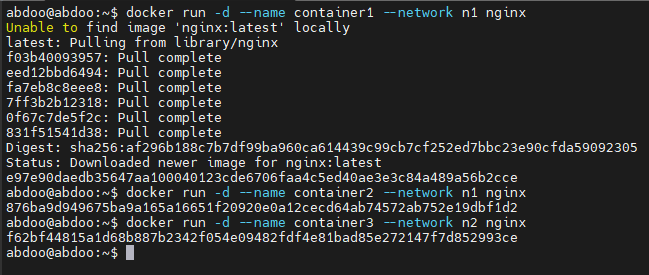 abdoo@abdoo:~$ docker run -d --name container1 --network n1 nginx
Unable to find image 'nginx:latest' locally
latest: Pulling from library/nginx
f03b40093957: Pull complete
eed12bbd6494: Pull complete
fa7eb8c8eee8: Pull complete
7ff3b2b12318: Pull complete
0f67c7de5f2c: Pull complete
831f51541d38: Pull complete
Digest: sha256:af296b188c7b7df99ba960ca614439c99cb7cf252ed7bbc23e90cfda59092305
Status: Downloaded newer image for nginx:latest
e97e90daedb35647aa100040123cde6706faa4c5ed40ae3e3c84a489a56b2cce
abdoo@abdoo:~$ docker run -d --name container2 --network n1 nginx
876ba9d949675ba9a165a16651f20920e0a12cecd64ab74572ab752e19dbf1d2
abdoo@abdoo:~$ docker run -d --name container3 --network n2 nginx
f62bf44815a1d68b887b2342f054e09482fdf4e81bad85e272147f7d852993ce
abdoo@abdoo:~$